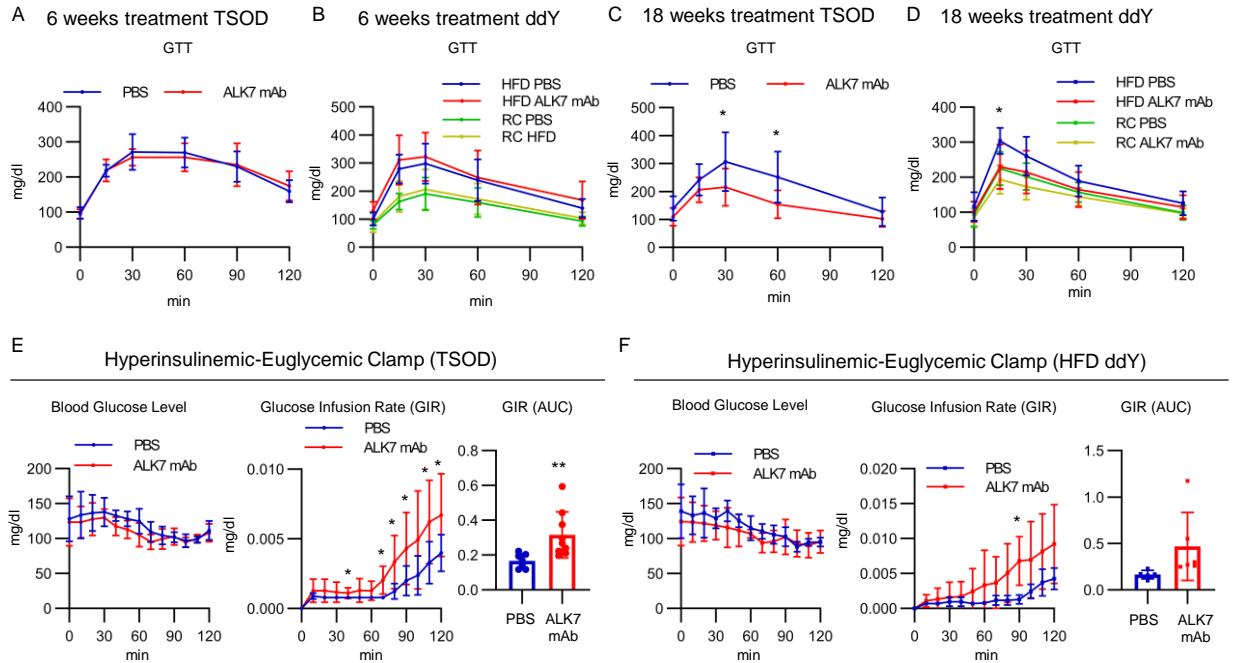 A 6 weeks treatment TSOD
GTT
PBS ALK7 mAb
400
300
200
100
0
mg/dl
0 30 60 90 120
min
B 6 weeks treatment ddY
GTT
HFD PBS
HFD ALK7 mAb
RC PBS
RC HFD
500
400
300
200
100
0
mg/dl
0 30 60 90 120
min
C 18 weeks treatment TSOD
GTT
PBS ALK7 mAb
500
400
300
200
100
0
mg/dl
* *
0 30 60 90 120
min
D 18 weeks treatment ddY
GTT
HFD PBS
HFD ALK7 mAb
RC PBS
RC ALK7 mAb
400
300
200
100
0
mg/dl
*
0 30 60 90 120
min
E Hyperinsulinemic-Euglycemic Clamp (TSOD)
Blood Glucose Level
PBS
ALK7 mAb
200
150
100
50
0
mg/dl
0 30 60 90 120
min
Glucose Infusion Rate (GIR)
PBS
ALK7 mAb
0.010
0.005
0.000
mg/dl
* * * * * *
0 30 60 90 120
min
GIR (AUC)
0.8
0.6
0.4
0.2
0.0
**
PBS ALK7
mAb
F Hyperinsulinemic-Euglycemic Clamp (HFD ddY)
Blood Glucose Level
PBS
ALK7 mAb
200
150
100
50
0
mg/dl
0 30 60 90 120
min
Glucose Infusion Rate (GIR)
PBS
ALK7 mAb
0.020
0.015
0.010
0.005
0.000
mg/dl
*
0 30 60 90 120
min
GIR (AUC)
1.5
1.0
0.5
0.0
PBS ALK7
mAb